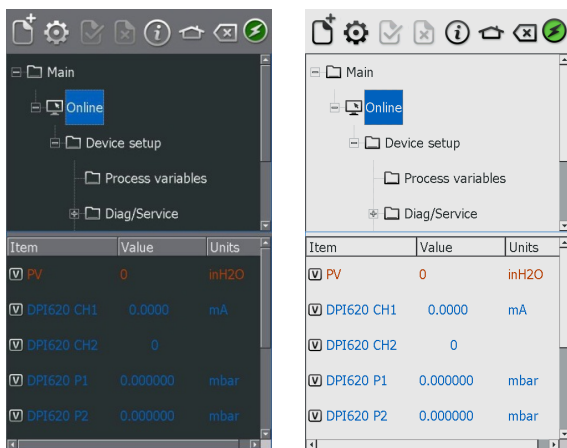 Main
Online
Device setup
Process variables
Diag/Service
Item Value Units
PV 0 inH2O
DPI620 CH1 0.0000 mA
DPI620 CH2 0
DPI620 P1 0.000000 mbar
DPI620 P2 0.000000 mbar
Main
Online
Device setup
Process variables
Diag/Service
Item Value Units
PV 0 inH2O
DPI620 CH1 0.0000 mA
DPI620 CH2 0
DPI620 P1 0.000000 mbar
DPI620 P2 0.000000 mbar